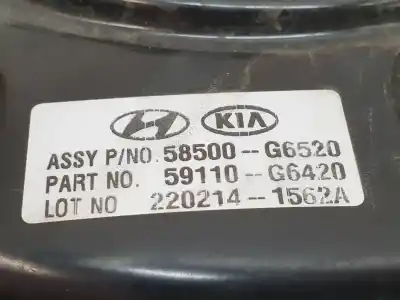 KIA
ASSY P/NO. 58500-G6520
PART NO. 59110-G6420
LOT NO 220214-1562A